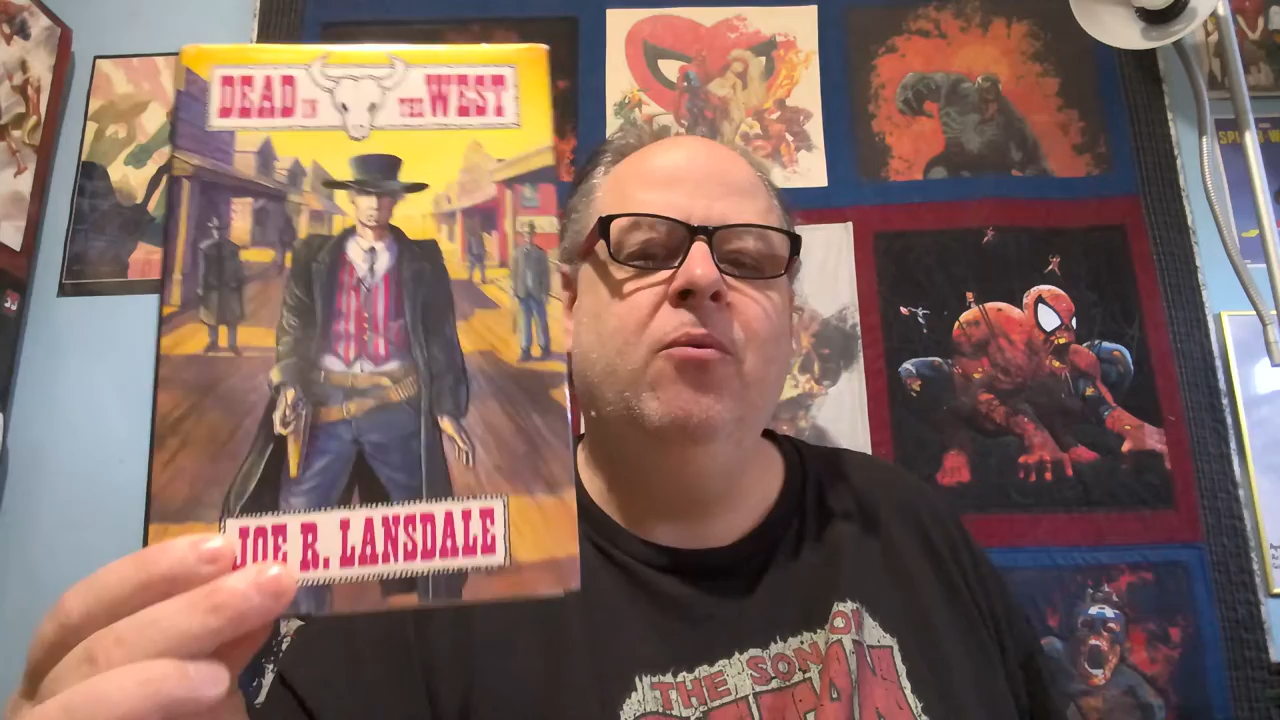 DEAD IN THE WEST
JOE R. LANSDALE
THE SON OF